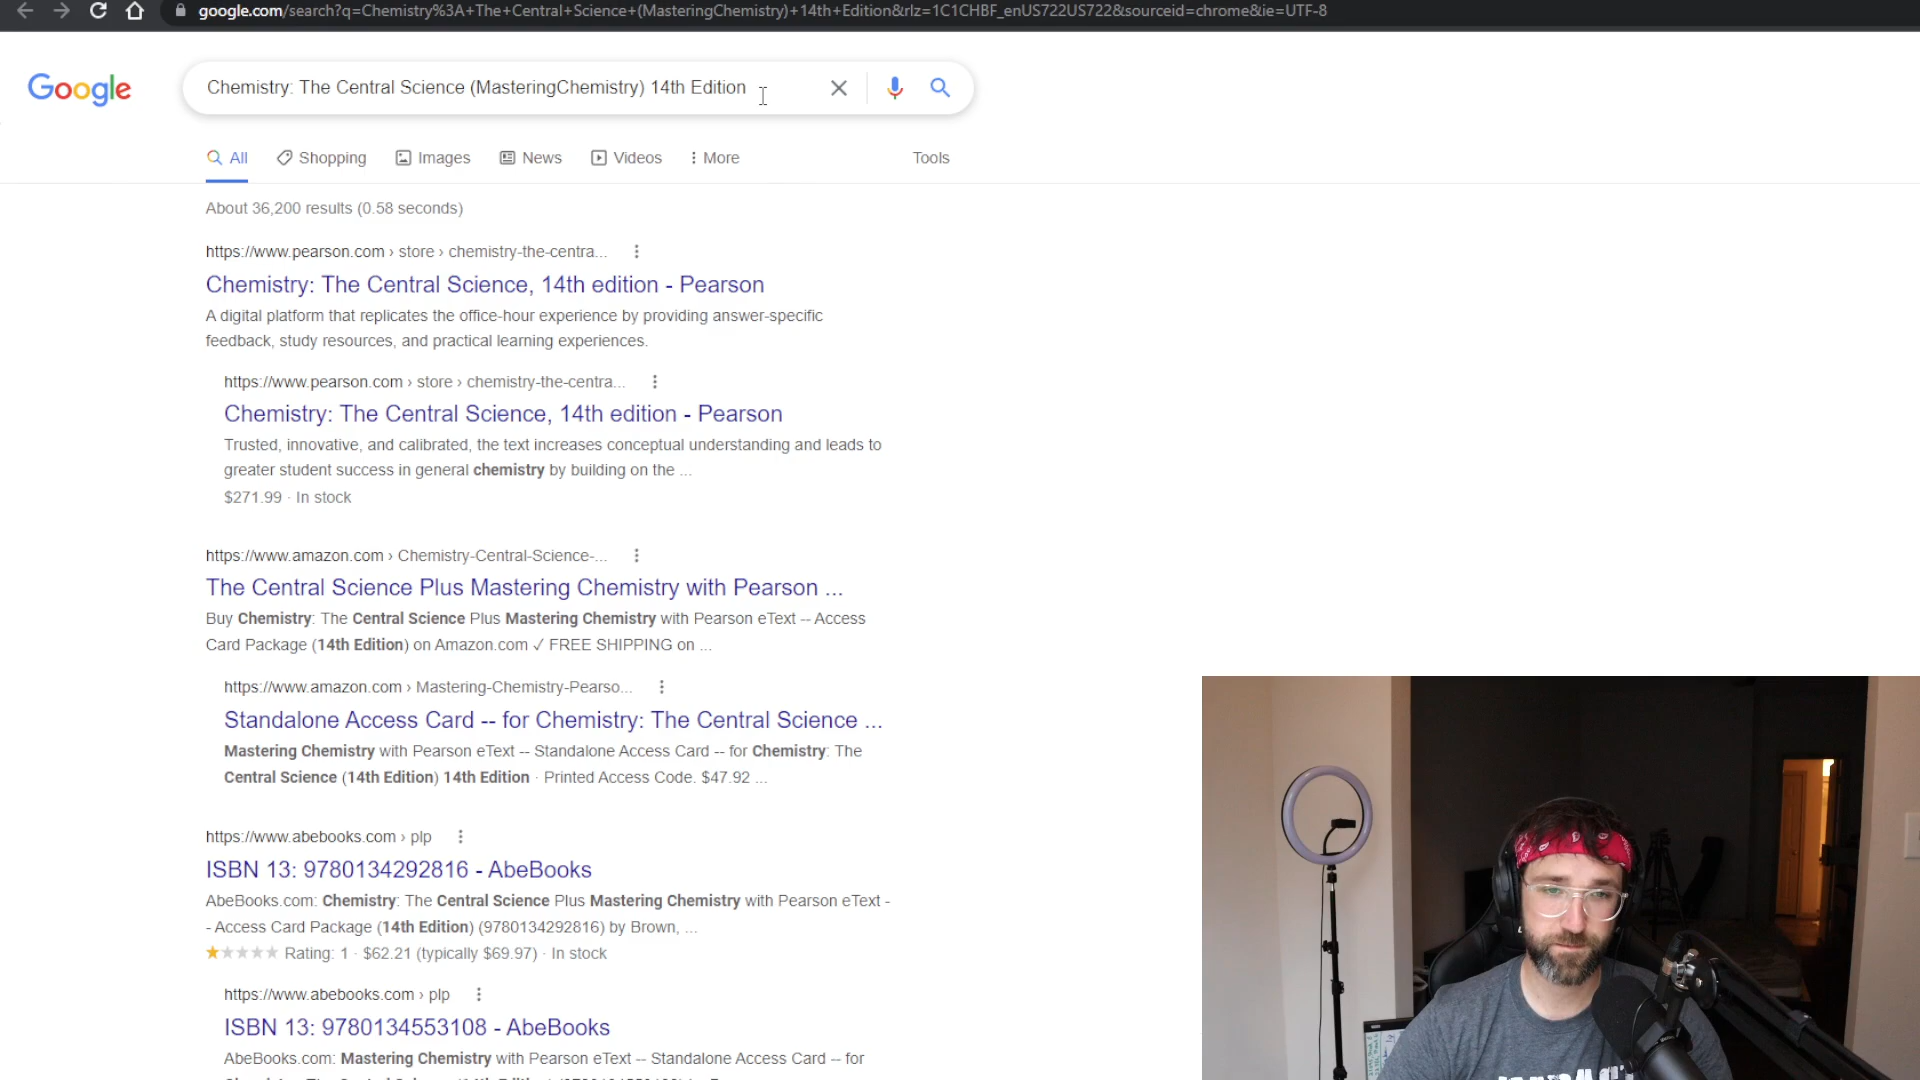 google.com/search?q=Chemistry%3A+The+Central+Science+(MasteringChemistry)+14th+Edition&rlz=1C1CHBF_enUS722US722&sourceid=chrome&ie=UTF-8
Google
Chemistry: The Central Science (MasteringChemistry) 14th Edition
All Shopping Images News Videos More Tools
About 36,200 results (0.58 seconds)
https://www.pearson.com › store › chemistry-the-centra...
Chemistry: The Central Science, 14th edition - Pearson
A digital platform that replicates the office-hour experience by providing answer-specific
feedback, study resources, and practical learning experiences.
https://www.pearson.com › store › chemistry-the-centra...
Chemistry: The Central Science, 14th edition - Pearson
Trusted, innovative, and calibrated, the text increases conceptual understanding and leads to
greater student success in general chemistry by building on the ...
$271.99 · In stock
https://www.amazon.com › Chemistry-Central-Science-...
The Central Science Plus Mastering Chemistry with Pearson ...
Buy Chemistry: The Central Science Plus Mastering Chemistry with Pearson eText -- Access
Card Package (14th Edition) on Amazon.com ✓ FREE SHIPPING on ...
https://www.amazon.com › Mastering-Chemistry-Pearso...
Standalone Access Card -- for Chemistry: The Central Science ...
Mastering Chemistry with Pearson eText -- Standalone Access Card -- for Chemistry: The
Central Science (14th Edition) 14th Edition · Printed Access Code. $47.92 ...
https://www.abebooks.com › plp
ISBN 13: 9780134292816 - AbeBooks
AbeBooks.com: Chemistry: The Central Science Plus Mastering Chemistry with Pearson eText -
- Access Card Package (14th Edition) (9780134292816) by Brown, ...
Rating: 1 · $62.21 (typically $69.97) · In stock
https://www.abebooks.com › plp
ISBN 13: 9780134553108 - AbeBooks
AbeBooks.com: Mastering Chemistry with Pearson eText -- Standalone Access Card -- for